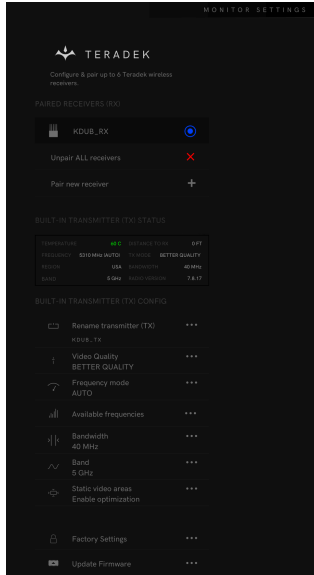 MONITOR SETTINGS
TERADEK
Configure & pair up to 6 Teradek wireless
receivers.
PAIRED RECEIVERS (RX)
KDUB_RX
Unpair ALL receivers
Pair new receiver
BUILT-IN TRANSMITTER (TX) STATUS
TEMPERATURE 60 C DISTANCE TO RX 0 FT
FREQUENCY 5310 MHz (AUTO) TX MODE BETTER QUALITY
REGION USA BANDWIDTH 40 MHz
BAND 5 GHz RADIO VERSION 7.6.17
BUILT-IN TRANSMITTER (TX) CONFIG
Rename transmitter (TX)
KDUB_TX
Video Quality
BETTER QUALITY
Frequency mode
AUTO
Available frequencies
Bandwidth
40 MHz
Band
5 GHz
Static video areas
Enable optimization
Factory Settings
Update Firmware